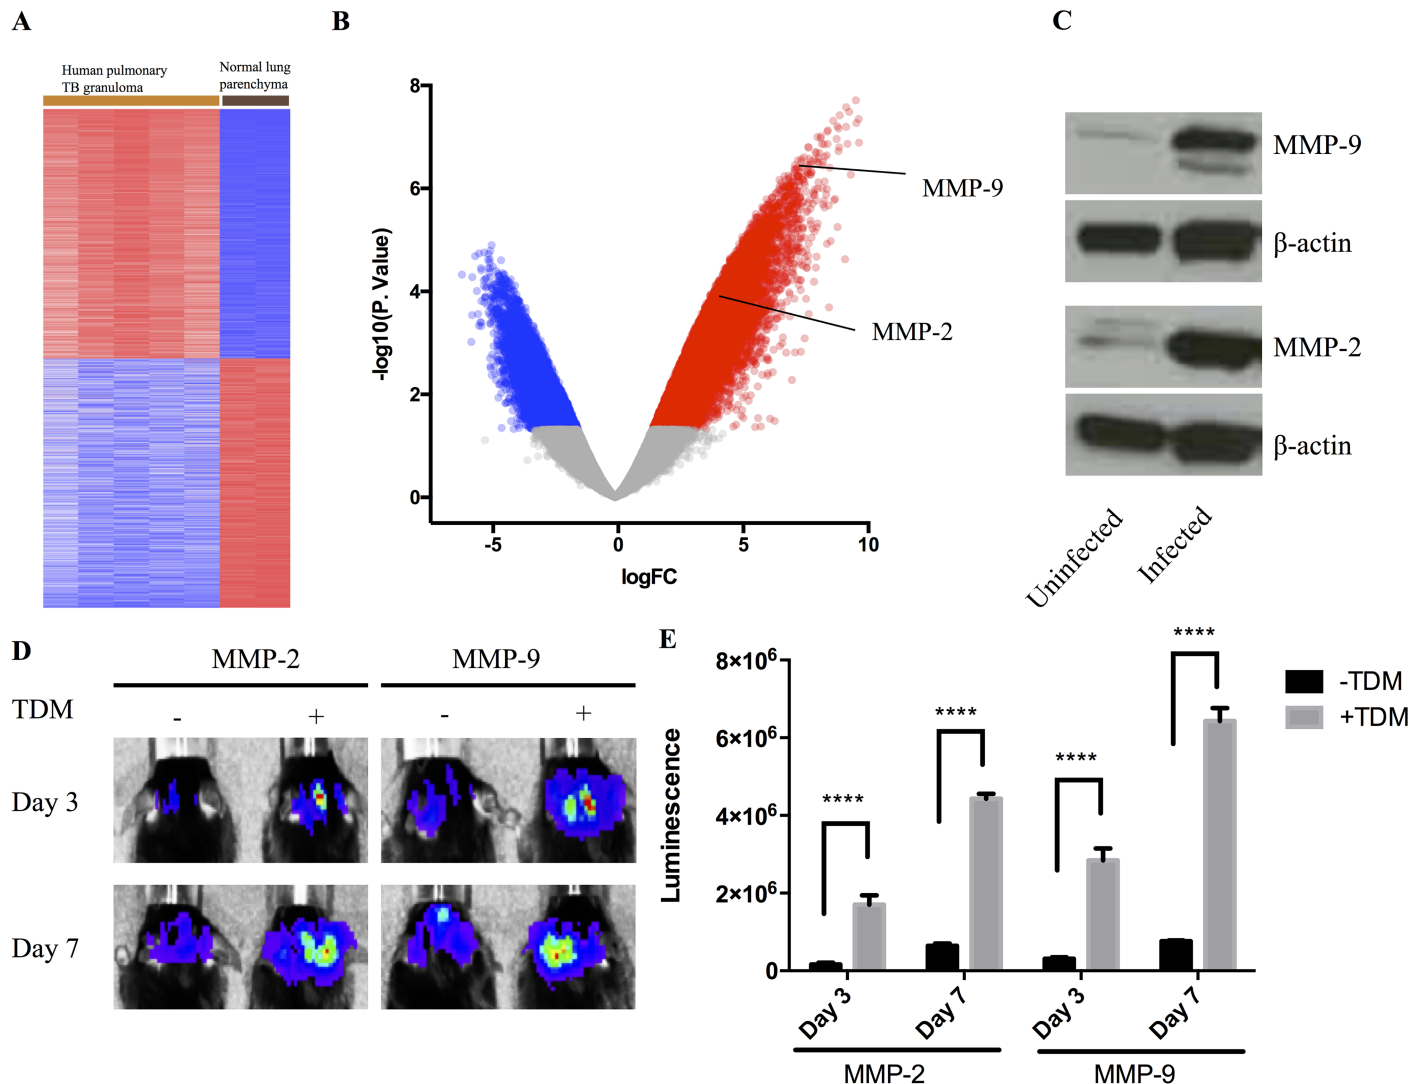 A
Human pulmonary
TB granuloma
Normal lung
parenchyma
B
-log10(P. Value)
8
6
4
2
0
-5
0
5
10
logFC
MMP-9
MMP-2
C
MMP-9
β-actin
MMP-2
β-actin
Uninfected
Infected
D
MMP-2
MMP-9
TDM
-
+
-
+
Day 3
Day 7
E
Luminescence
8×10⁶
6×10⁶
4×10⁶
2×10⁶
0
****
****
****
****
-TDM
+TDM
Day 3
Day 7
Day 3
Day 7
MMP-2
MMP-9